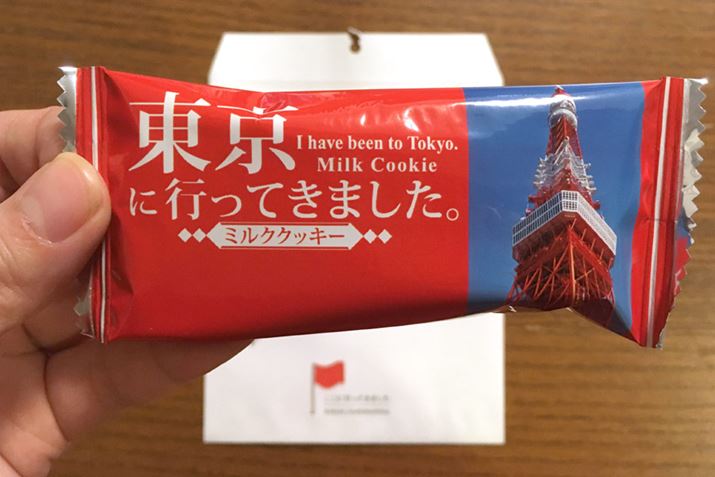 東京
I have been to Tokyo.
Milk Cookie
に行ってきました。
ミルククッキー